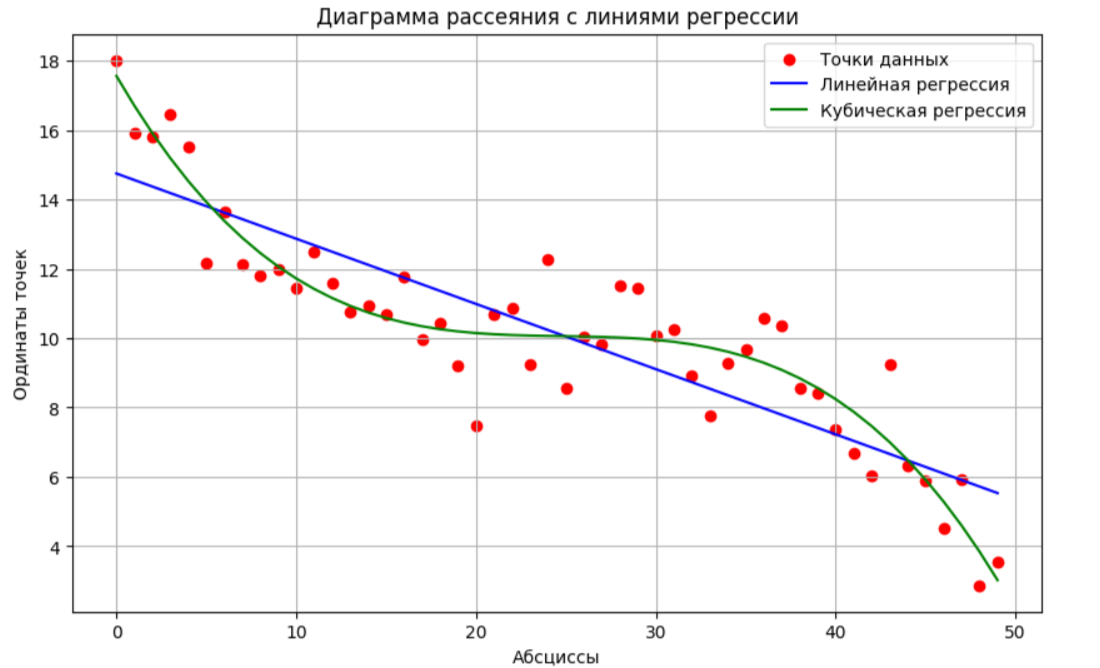 Диаграмма рассеяния с линиями регрессии
Точки данных
Линейная регрессия
Кубическая регрессия
Ординаты точек
18
16
14
12
10
8
6
4
0 10 20 30 40 50
Абсциссы